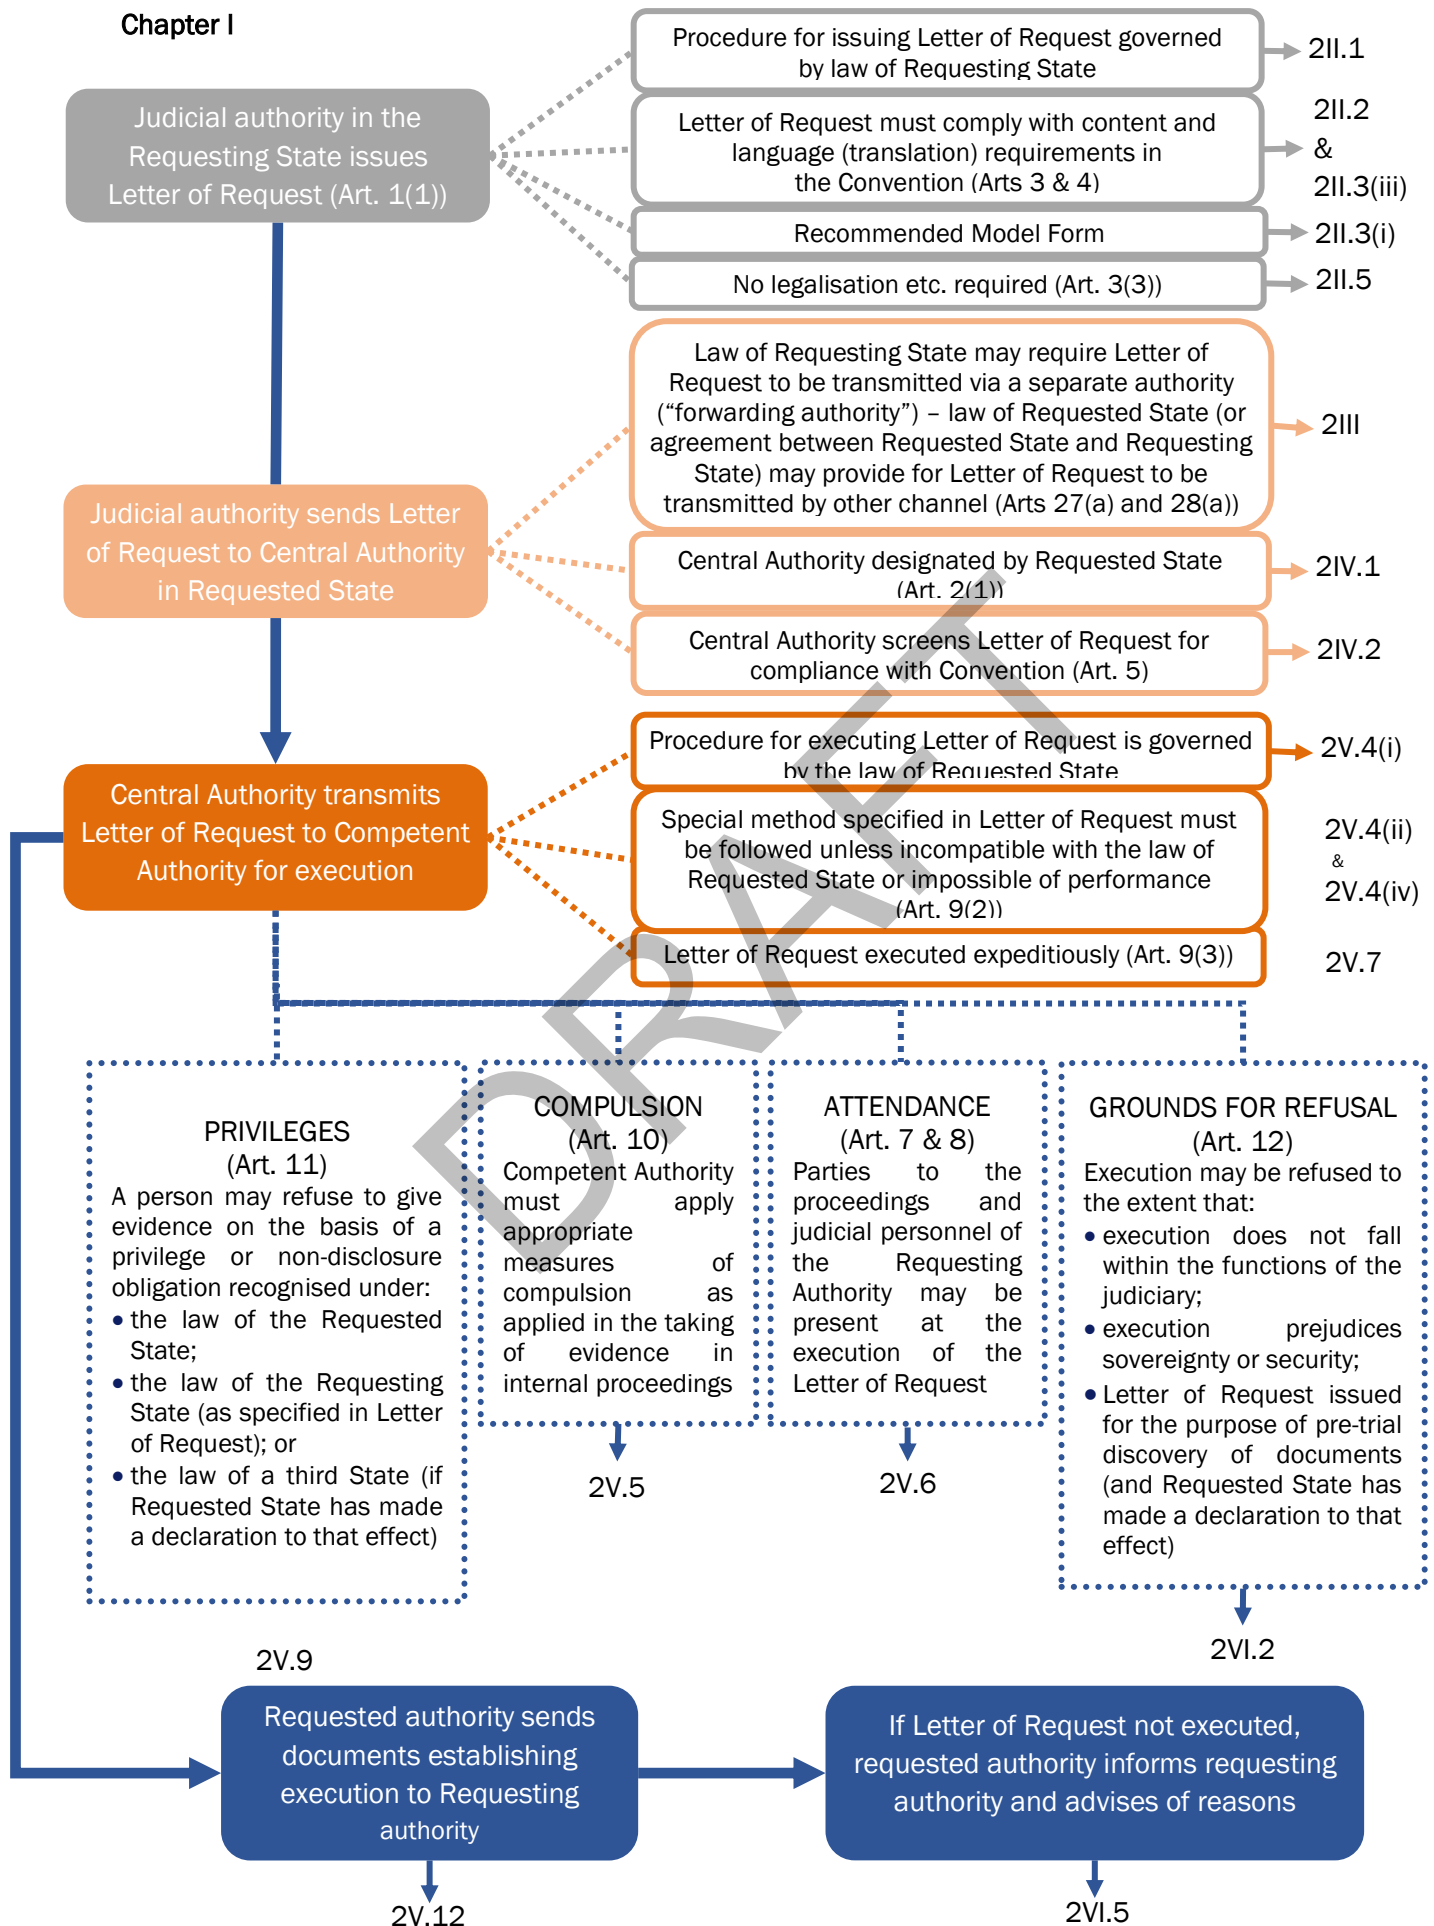 Chapter I
Judicial authority in the
Requesting State issues
Letter of Request (Art. 1(1))
Procedure for issuing Letter of Request governed
by law of Requesting State
2II.1
Letter of Request must comply with content and
language (translation) requirements in
the Convention (Arts 3 & 4)
2II.2
&
2II.3(iii)
Recommended Model Form
2II.3(i)
No legalisation etc. required (Art. 3(3))
2II.5
Judicial authority sends Letter
of Request to Central Authority
in Requested State
Law of Requesting State may require Letter of
Request to be transmitted via a separate authority
(“forwarding authority”) – law of Requested State (or
agreement between Requested State and Requesting
State) may provide for Letter of Request to be
transmitted by other channel (Arts 27(a) and 28(a))
2III
Central Authority designated by Requested State
(Art. 2(1))
2IV.1
Central Authority screens Letter of Request for
compliance with Convention (Art. 5)
2IV.2
Central Authority transmits
Letter of Request to Competent
Authority for execution
Procedure for executing Letter of Request is governed
by the law of Requested State
2V.4(i)
Special method specified in Letter of Request must
be followed unless incompatible with the law of
Requested State or impossible of performance
(Art. 9(2))
2V.4(ii)
&
2V.4(iv)
Letter of Request executed expeditiously (Art. 9(3))
2V.7
PRIVILEGES
(Art. 11)
A person may refuse to give
evidence on the basis of a
privilege or non-disclosure
obligation recognised under:
• the law of the Requested
State;
• the law of the Requesting
State (as specified in Letter
of Request); or
• the law of a third State (if
Requested State has made
a declaration to that effect)
2V.9
COMPULSION
(Art. 10)
Competent Authority
must apply
appropriate
measures of
compulsion as
applied in the taking
of evidence in
internal proceedings
2V.5
ATTENDANCE
(Art. 7 & 8)
Parties to the
proceedings and
judicial personnel of
the Requesting
Authority may be
present at the
execution of the
Letter of Request
2V.6
GROUNDS FOR REFUSAL
(Art. 12)
Execution may be refused to
the extent that:
• execution does not fall
within the functions of the
judiciary;
• execution prejudices
sovereignty or security;
• Letter of Request issued
for the purpose of pre-trial
discovery of documents
(and Requested State has
made a declaration to that
effect)
2VI.2
Requested authority sends
documents establishing
execution to Requesting
authority
2V.12
If Letter of Request not executed,
requested authority informs requesting
authority and advises of reasons
2VI.5
DRAFT